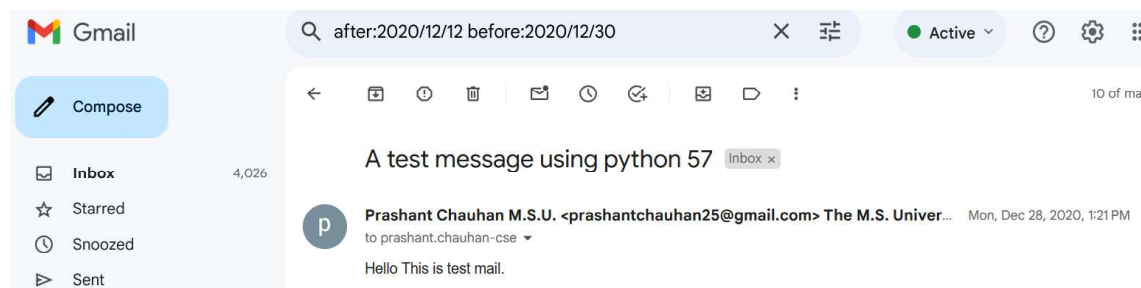 Gmail
after:2020/12/12 before:2020/12/30
Active
Compose
10 of ma
A test message using python 57 Inbox ×
Inbox 4,026
Starred
Prashant Chauhan M.S.U. <prashantchauhan25@gmail.com> The M.S. Univer... Mon, Dec 28, 2020, 1:21 PM
p
to prashant.chauhan-cse
Snoozed
Hello This is test mail.
Sent